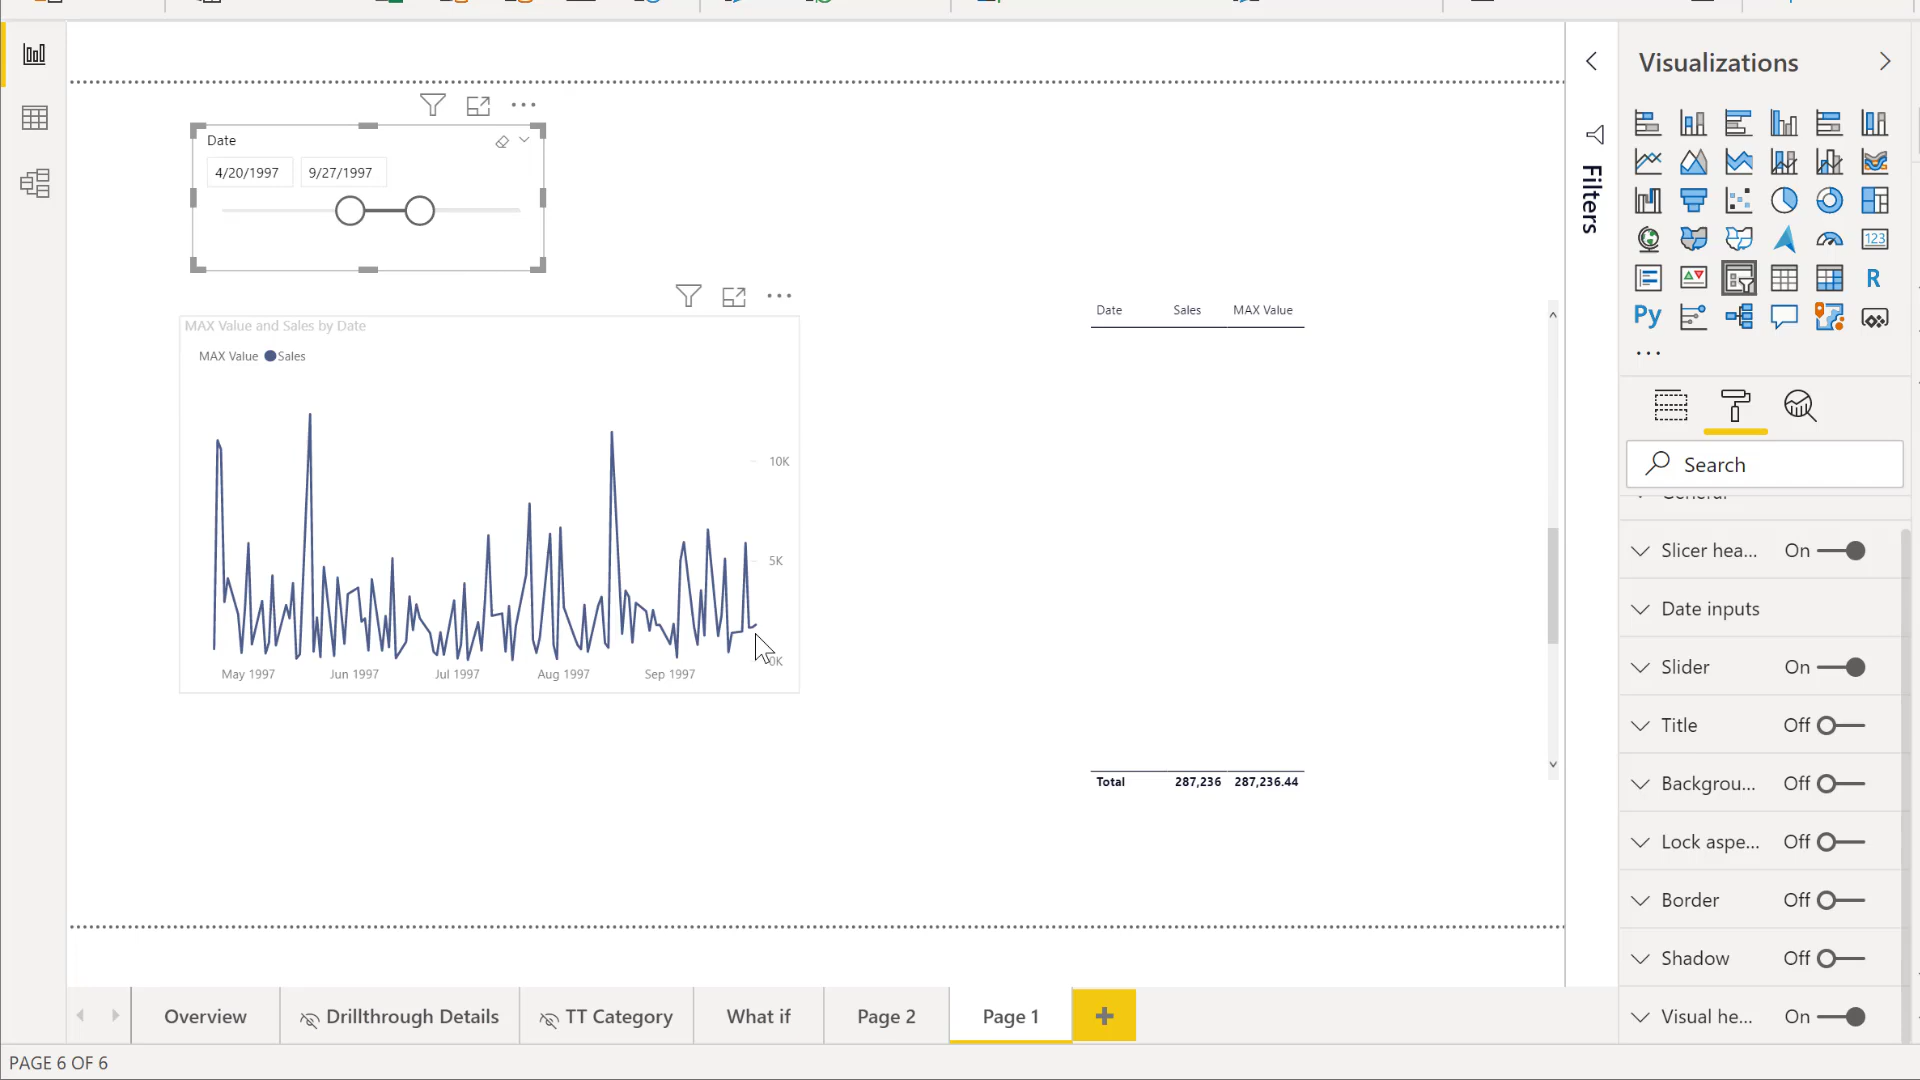 Visualizations
Filters
Date
4/20/1997 9/27/1997
MAX Value and Sales by Date
MAX Value Sales
10K
5K
0K
May 1997 Jun 1997 Jul 1997 Aug 1997 Sep 1997
Date Sales MAX Value
Total 287,236 287,236.44
123
R
Py
Search
General
Slicer hea... On
Date inputs
Slider On
Title Off
Backgrou... Off
Lock aspe... Off
Border Off
Shadow Off
Visual he... On
Overview Drillthrough Details TT Category What if Page 2 Page 1 +
PAGE 6 OF 6